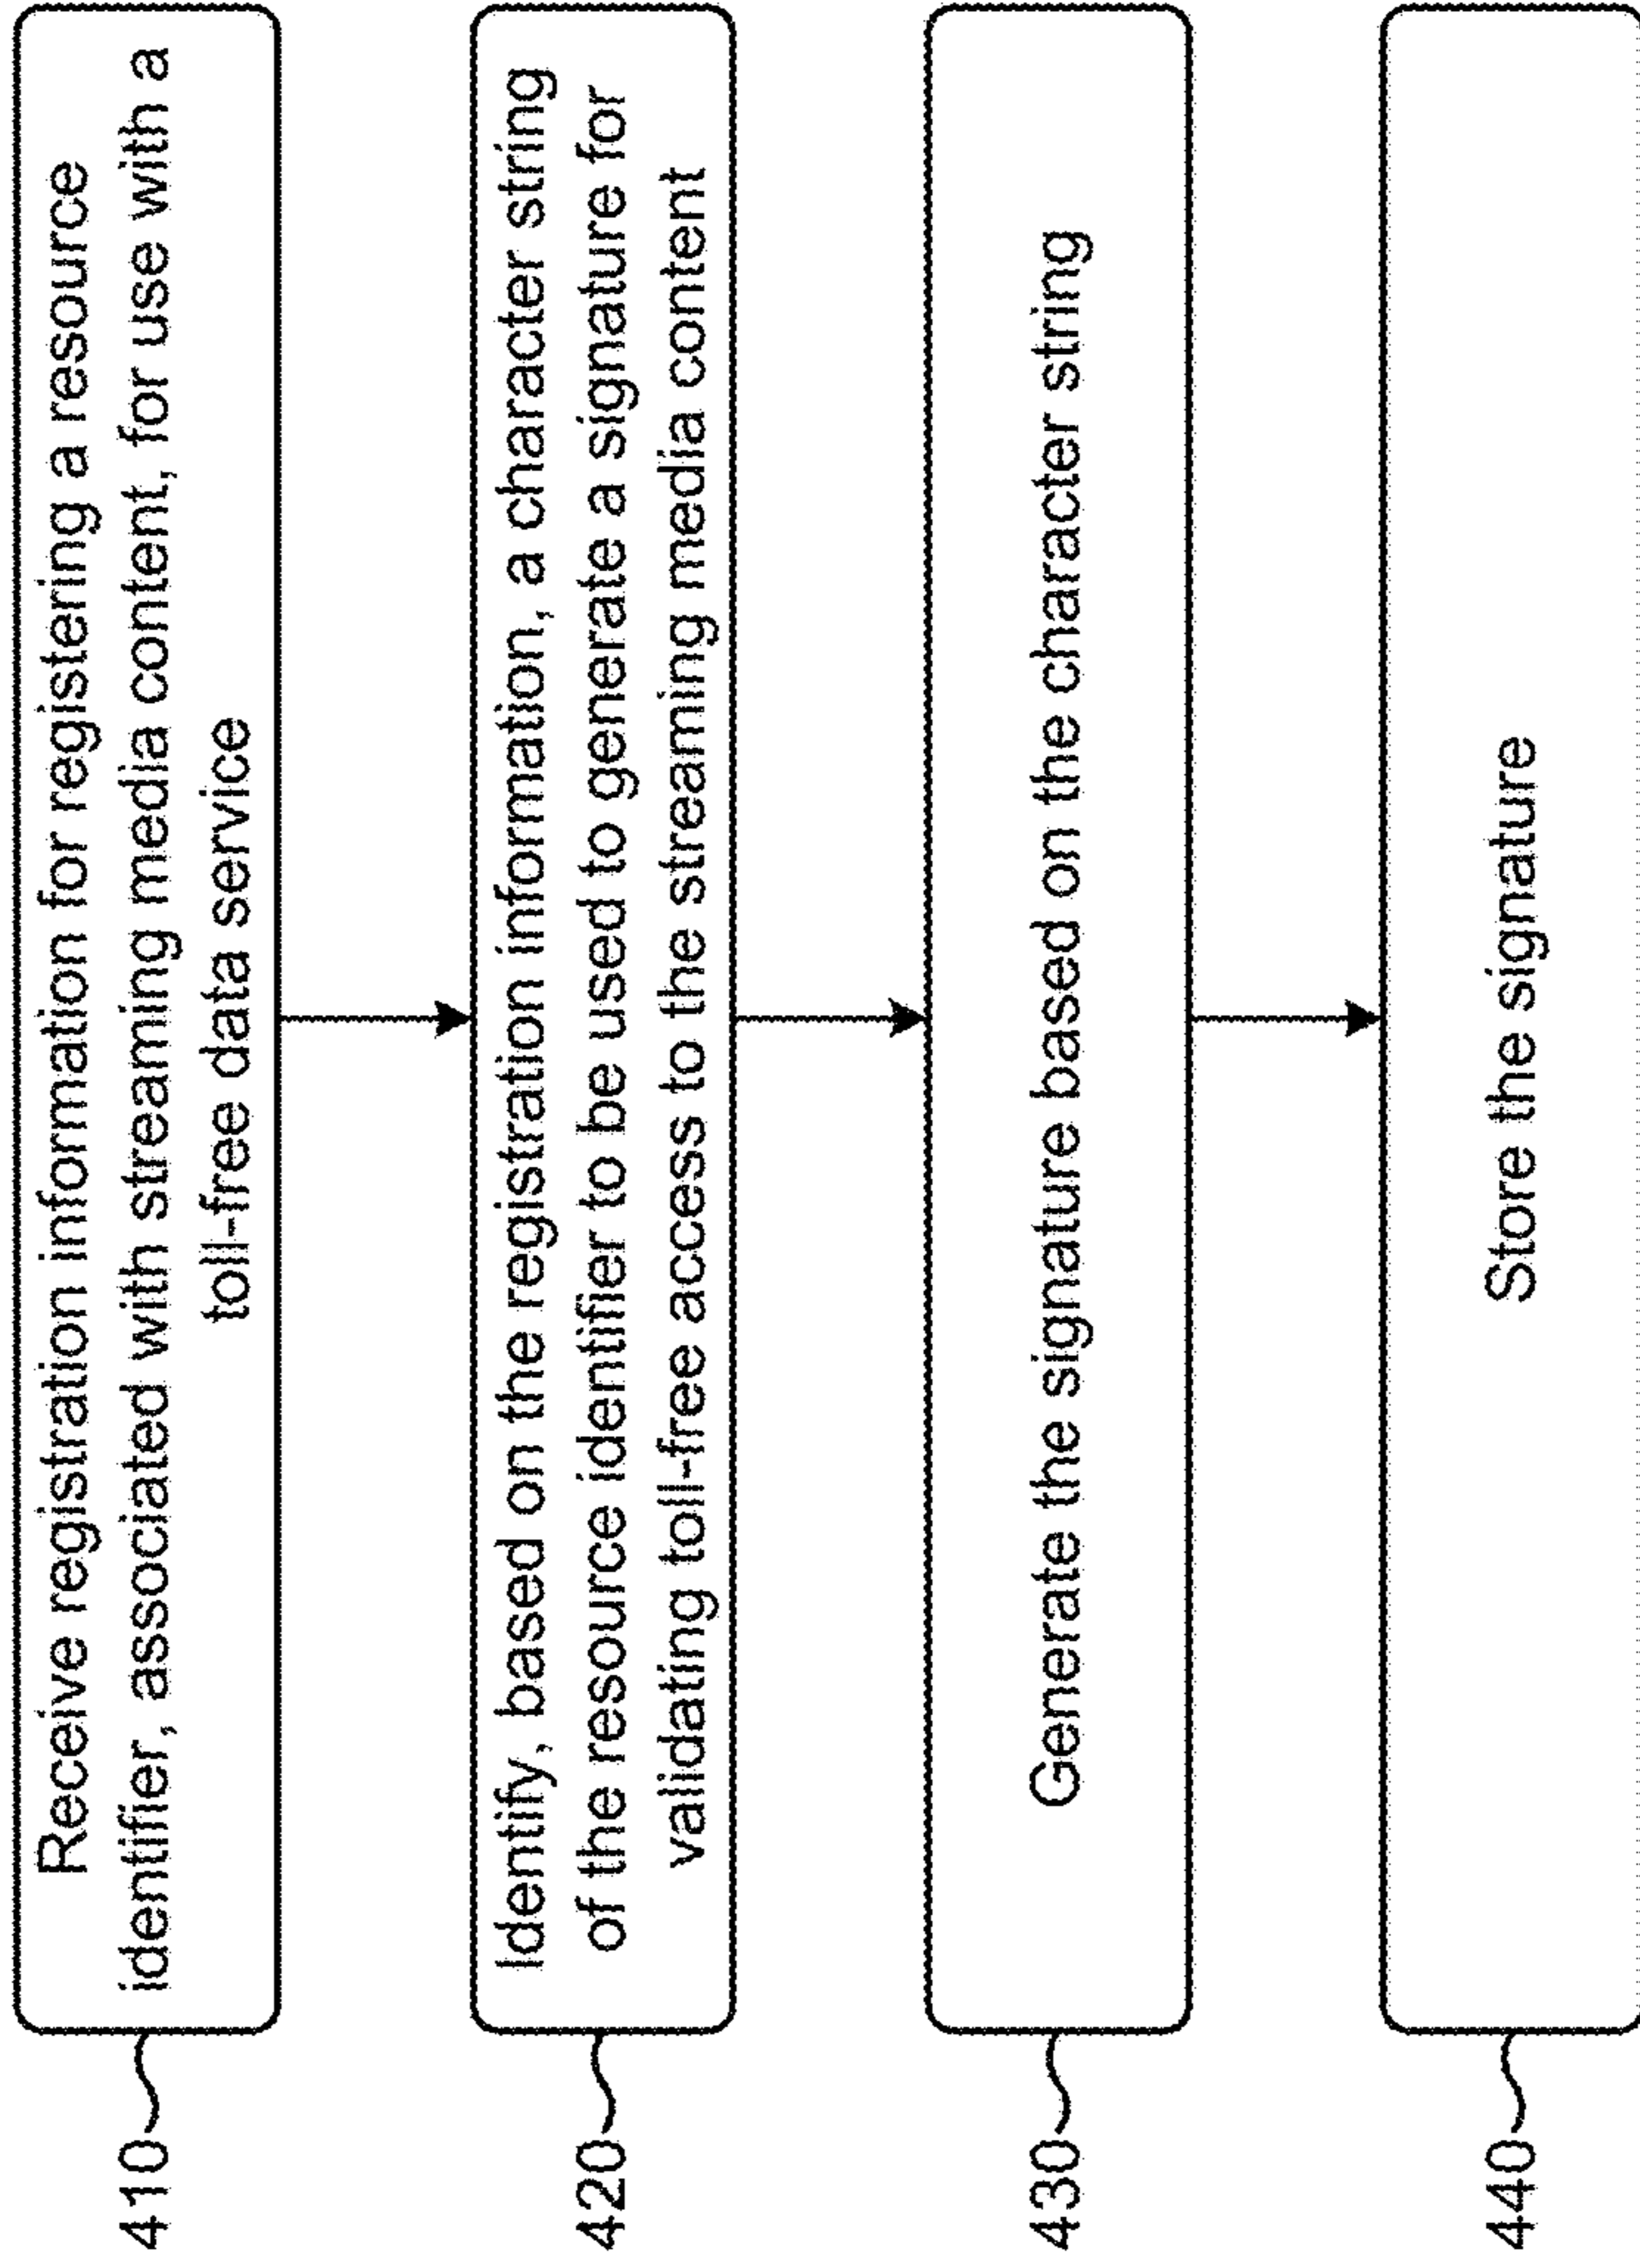 410
Receive registration information for registering a resource
identifier, associated with streaming media content, for use with a
toll-free data service
420
Identify, based on the registration information, a character string
of the resource identifier to be used to generate a signature for
validating toll-free access to the streaming media content
430
Generate the signature based on the character string
440
Store the signature